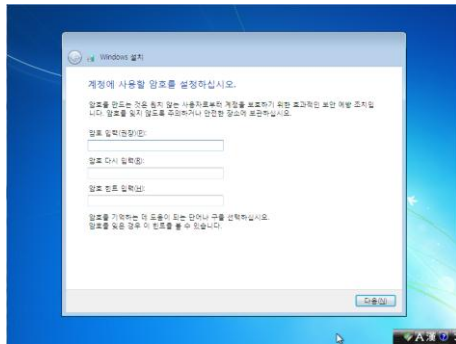 Windows 설치
계정에 사용할 암호를 설정하십시오.
암호를 만드는 것은 원치 않는 사용자로부터 계정을 보호하기 위한 효과적인 보안 예방 조치입
니다. 암호를 잊지 않도록 주의하거나 안전한 장소에 보관하십시오.
암호 입력(권장)(P):
암호 다시 입력(R):
암호 힌트 입력(H):
암호를 기억하는 데 도움이 되는 단어나 구를 선택하십시오.
암호를 잊은 경우 이 힌트를 볼 수 있습니다.
다음(N)
A 漢